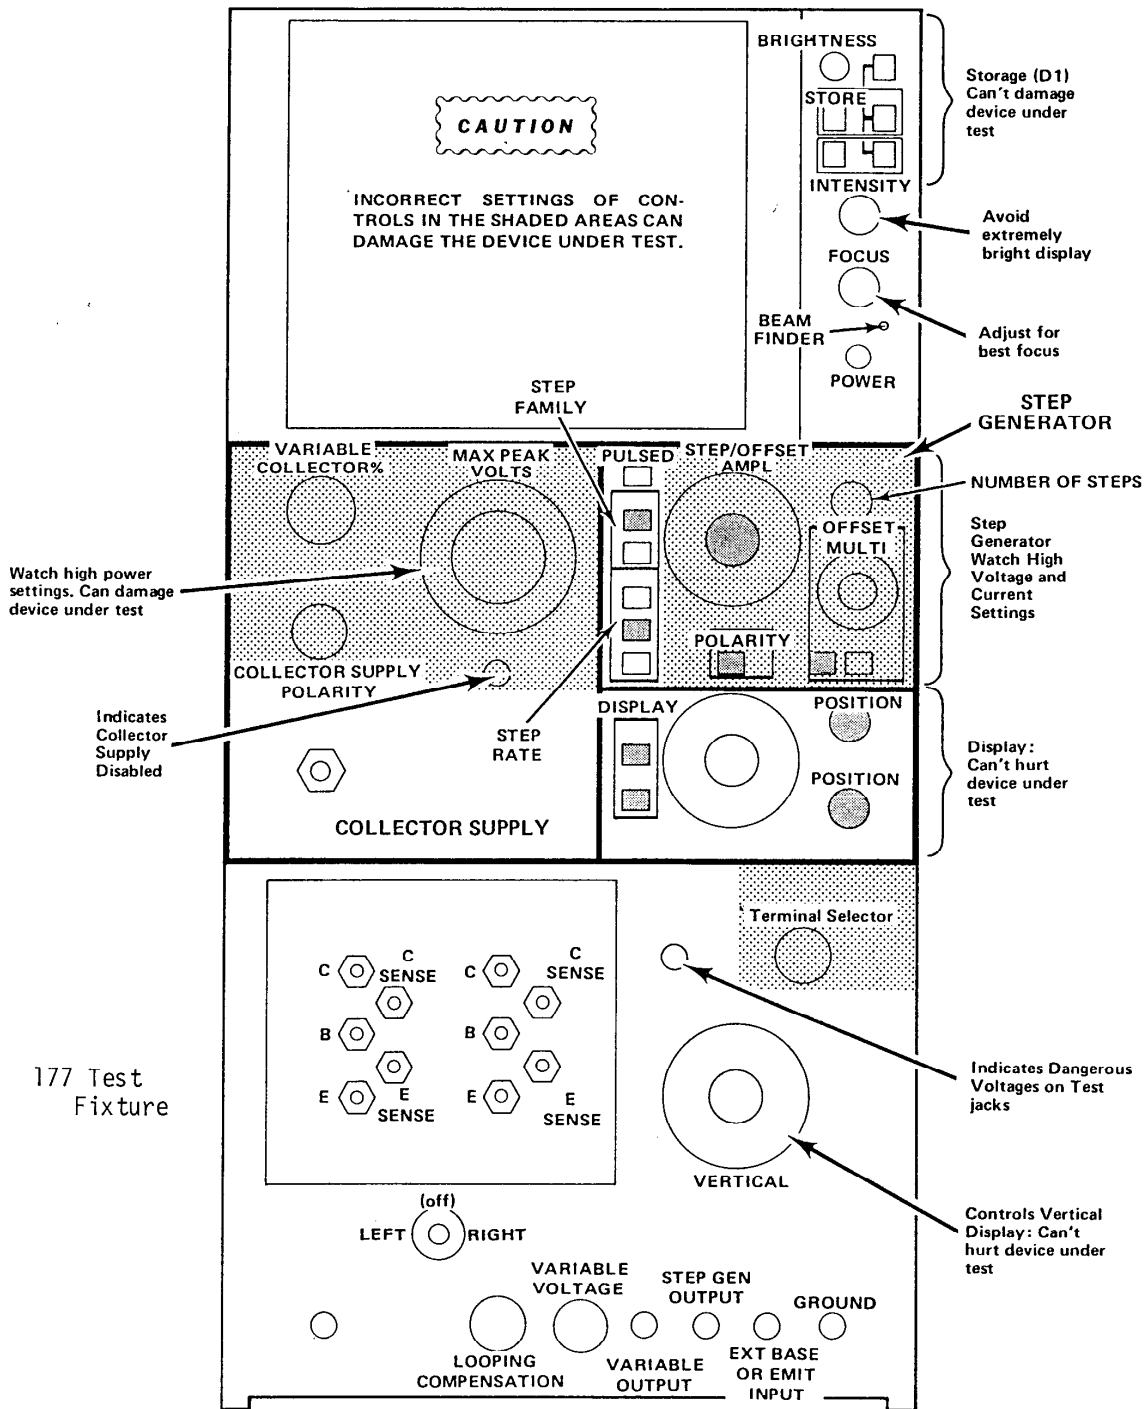 BRIGHTNESS
STORE
INTENSITY
FOCUS
BEAM
FINDER
POWER
Storage (D1)
Can't damage
device under
test
Avoid
extremely
bright display
Adjust for
best focus
CAUTION
INCORRECT SETTINGS OF CON-
TROLS IN THE SHADED AREAS CAN
DAMAGE THE DEVICE UNDER TEST.
STEP
FAMILY
STEP
GENERATOR
VARIABLE
COLLECTOR%
MAX PEAK
VOLTS
PULSED
STEP/OFFSET
AMPL
NUMBER OF STEPS
OFFSET
MULTI
Step
Generator
Watch High
Voltage and
Current
Settings
Watch high power
settings. Can damage
device under test
POLARITY
COLLECTOR SUPPLY
POLARITY
Indicates
Collector
Supply
Disabled
STEP
RATE
DISPLAY
POSITION
POSITION
Display:
Can't hurt
device under
test
COLLECTOR SUPPLY
Terminal Selector
C
C
SENSE
B
E
E
SENSE
C
C
SENSE
B
E
E
SENSE
177 Test
Fixture
Indicates Dangerous
Voltages on Test
jacks
VERTICAL
Controls Vertical
Display: Can't
hurt device under
test
(off)
LEFT
RIGHT
VARIABLE
VOLTAGE
STEP GEN
OUTPUT
GROUND
LOOPING
COMPENSATION
VARIABLE
OUTPUT
EXT BASE
OR EMIT
INPUT